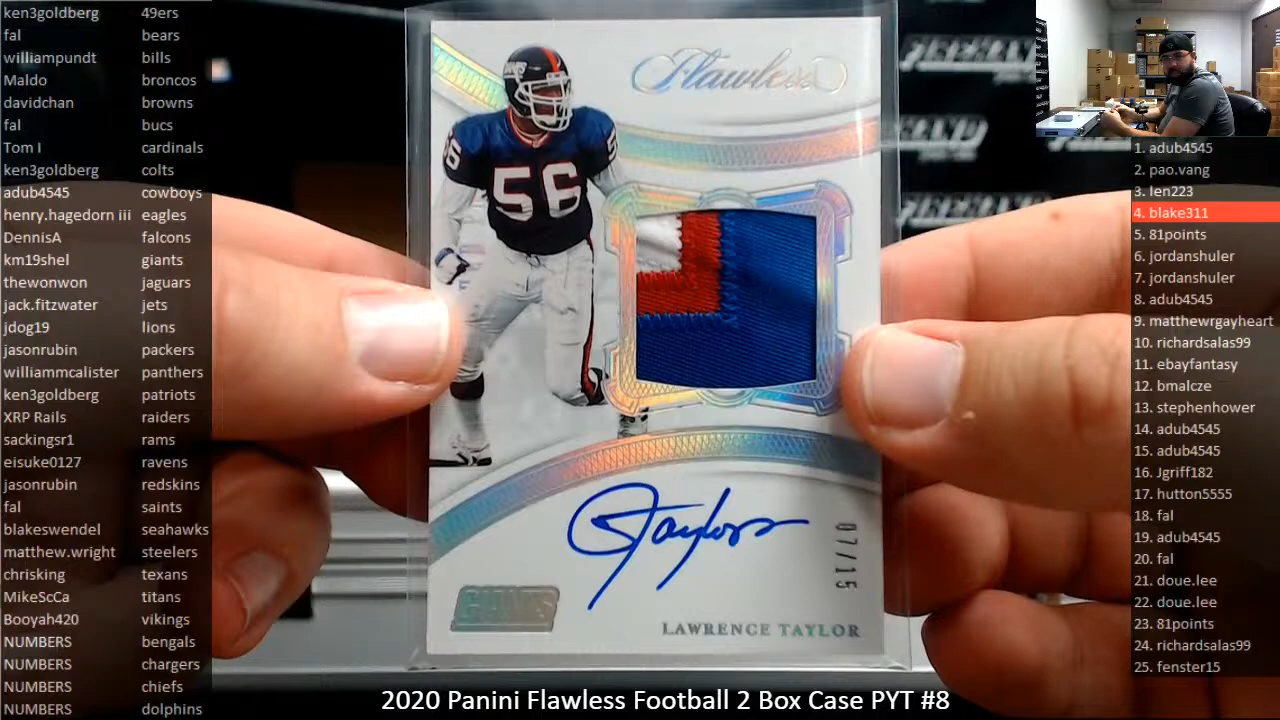 ken3goldberg 49ers
fal bears
williampundt bills
Maldo broncos
davidchan browns
fal bucs
Tom I cardinals
ken3goldberg colts
adub4545 cowboys
henry.hagedorn iii eagles
DennisA falcons
km19shel giants
thewonwon jaguars
jack.fitzwater jets
jdog19 lions
jasonrubin packers
williammcalister panthers
ken3goldberg patriots
XRP Rails raiders
sackingsr1 rams
eisuke0127 ravens
jasonrubin redskins
fal saints
blakeswendel seahawks
matthew.wright steelers
chrisking texans
MikeScCa titans
Booyah420 vikings
NUMBERS bengals
NUMBERS chargers
NUMBERS chiefs
NUMBERS dolphins
Flawless
GIANTS
56
56
Taylor
07/15
GIANTS
LAWRENCE TAYLOR
1. adub4545
2. pao.vang
3. len223
4. blake311
5. 81points
6. jordanshuler
7. jordanshuler
8. adub4545
9. matthewrgayheart
10. richardsalas99
11. ebayfantasy
12. bmalcze
13. stephenhower
14. adub4545
15. adub4545
16. Jgriff182
17. hutton5555
18. fal
19. adub4545
20. fal
21. doue.lee
22. doue.lee
23. 81points
24. richardsalas99
25. fenster15
2020 Panini Flawless Football 2 Box Case PYT #8